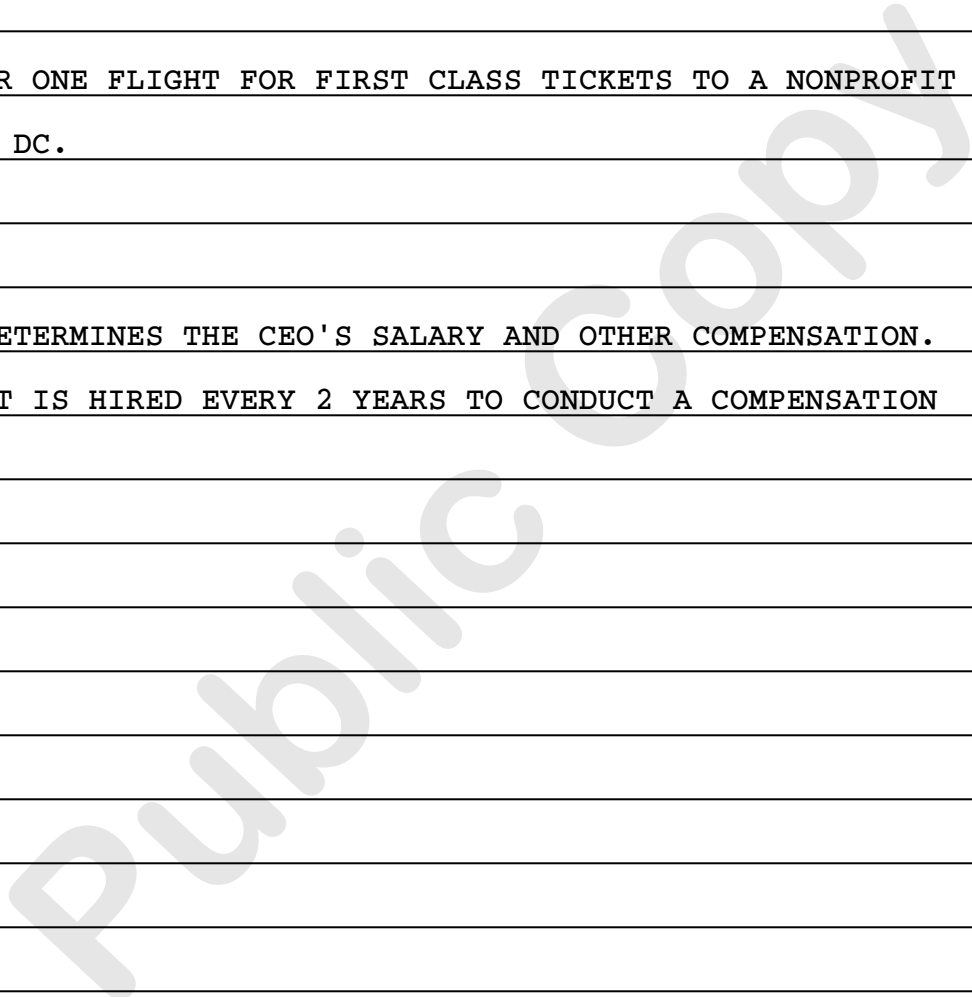 R ONE FLIGHT FOR FIRST CLASS TICKETS TO A NONPROFIT
DC.
ETERMINES THE CEO'S SALARY AND OTHER COMPENSATION.
T IS HIRED EVERY 2 YEARS TO CONDUCT A COMPENSATION
Public Copy